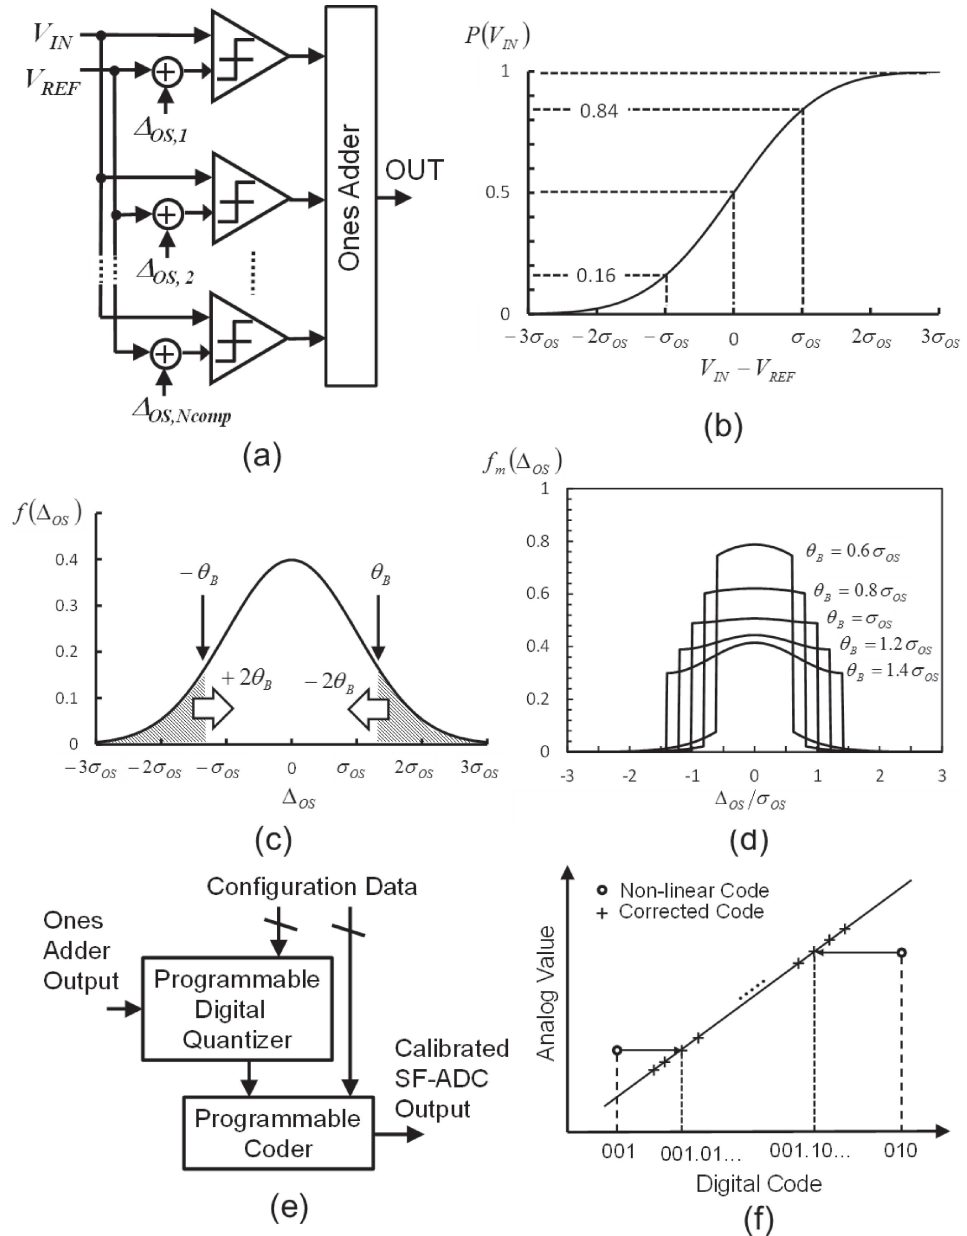 V_IN
V_REF
Δ_OS,1
Δ_OS,2
Δ_OS,Ncomp
Ones Adder
OUT
(a)
P(V_IN)
1
0.84
0.5
0.16
0
−3σ_OS −2σ_OS −σ_OS 0 σ_OS 2σ_OS 3σ_OS
V_IN − V_REF
(b)
f(Δ_OS)
0.4
0.3
0.2
0.1
0
−θ_B
θ_B
+2θ_B
−2θ_B
−3σ_OS −2σ_OS −σ_OS 0 σ_OS 2σ_OS 3σ_OS
Δ_OS
(c)
f_m(Δ_OS)
1
0.8
0.6
0.4
0.2
0
θ_B = 0.6σ_OS
θ_B = 0.8σ_OS
θ_B = σ_OS
θ_B = 1.2σ_OS
θ_B = 1.4σ_OS
-3 -2 -1 0 1 2 3
Δ_OS/σ_OS
(d)
Configuration Data
Ones
Adder
Output
Programmable
Digital
Quantizer
Programmable
Coder
Calibrated
SF-ADC
Output
(e)
Non-linear Code
Corrected Code
Analog Value
001 001.01... 001.10... 010
Digital Code
(f)